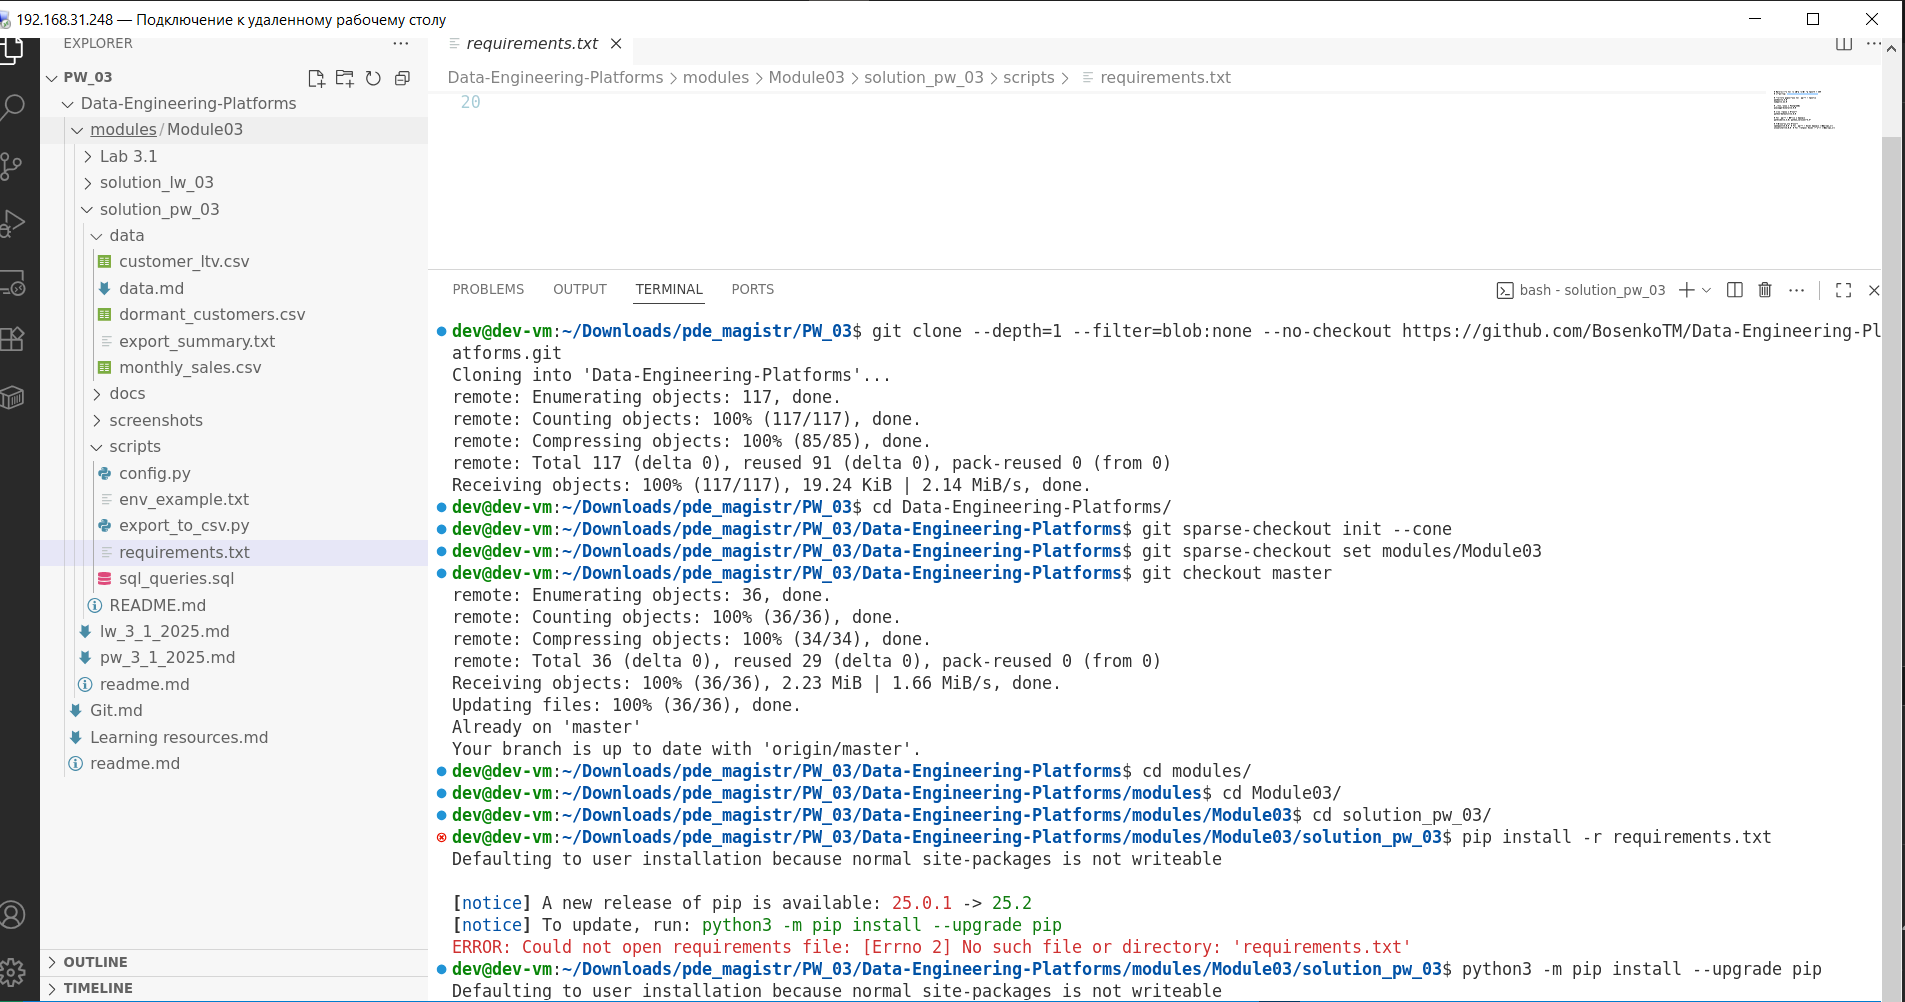 192.168.31.248 — Подключение к удаленному рабочему столу
EXPLORER
PW_03
Data-Engineering-Platforms
modules / Module03
Lab 3.1
solution_lw_03
solution_pw_03
data
customer_ltv.csv
data.md
dormant_customers.csv
export_summary.txt
monthly_sales.csv
docs
screenshots
scripts
config.py
env_example.txt
export_to_csv.py
requirements.txt
sql_queries.sql
README.md
lw_3_1_2025.md
pw_3_1_2025.md
readme.md
Git.md
Learning resources.md
readme.md
OUTLINE
TIMELINE
requirements.txt
Data-Engineering-Platforms > modules > Module03 > solution_pw_03 > scripts > requirements.txt
20
PROBLEMS OUTPUT TERMINAL PORTS
bash - solution_pw_03
dev@dev-vm:~/Downloads/pde_magistr/PW_03$ git clone --depth=1 --filter=blob:none --no-checkout https://github.com/BosenkoTM/Data-Engineering-Pl
atforms.git
Cloning into 'Data-Engineering-Platforms'...
remote: Enumerating objects: 117, done.
remote: Counting objects: 100% (117/117), done.
remote: Compressing objects: 100% (85/85), done.
remote: Total 117 (delta 0), reused 91 (delta 0), pack-reused 0 (from 0)
Receiving objects: 100% (117/117), 19.24 KiB | 2.14 MiB/s, done.
dev@dev-vm:~/Downloads/pde_magistr/PW_03$ cd Data-Engineering-Platforms/
dev@dev-vm:~/Downloads/pde_magistr/PW_03/Data-Engineering-Platforms$ git sparse-checkout init --cone
dev@dev-vm:~/Downloads/pde_magistr/PW_03/Data-Engineering-Platforms$ git sparse-checkout set modules/Module03
dev@dev-vm:~/Downloads/pde_magistr/PW_03/Data-Engineering-Platforms$ git checkout master
remote: Enumerating objects: 36, done.
remote: Counting objects: 100% (36/36), done.
remote: Compressing objects: 100% (34/34), done.
remote: Total 36 (delta 0), reused 29 (delta 0), pack-reused 0 (from 0)
Receiving objects: 100% (36/36), 2.23 MiB | 1.66 MiB/s, done.
Updating files: 100% (36/36), done.
Already on 'master'
Your branch is up to date with 'origin/master'.
dev@dev-vm:~/Downloads/pde_magistr/PW_03/Data-Engineering-Platforms$ cd modules/
dev@dev-vm:~/Downloads/pde_magistr/PW_03/Data-Engineering-Platforms/modules$ cd Module03/
dev@dev-vm:~/Downloads/pde_magistr/PW_03/Data-Engineering-Platforms/modules/Module03$ cd solution_pw_03/
dev@dev-vm:~/Downloads/pde_magistr/PW_03/Data-Engineering-Platforms/modules/Module03/solution_pw_03$ pip install -r requirements.txt
Defaulting to user installation because normal site-packages is not writeable
[notice] A new release of pip is available: 25.0.1 -> 25.2
[notice] To update, run: python3 -m pip install --upgrade pip
ERROR: Could not open requirements file: [Errno 2] No such file or directory: 'requirements.txt'
dev@dev-vm:~/Downloads/pde_magistr/PW_03/Data-Engineering-Platforms/modules/Module03/solution_pw_03$ python3 -m pip install --upgrade pip
Defaulting to user installation because normal site-packages is not writeable